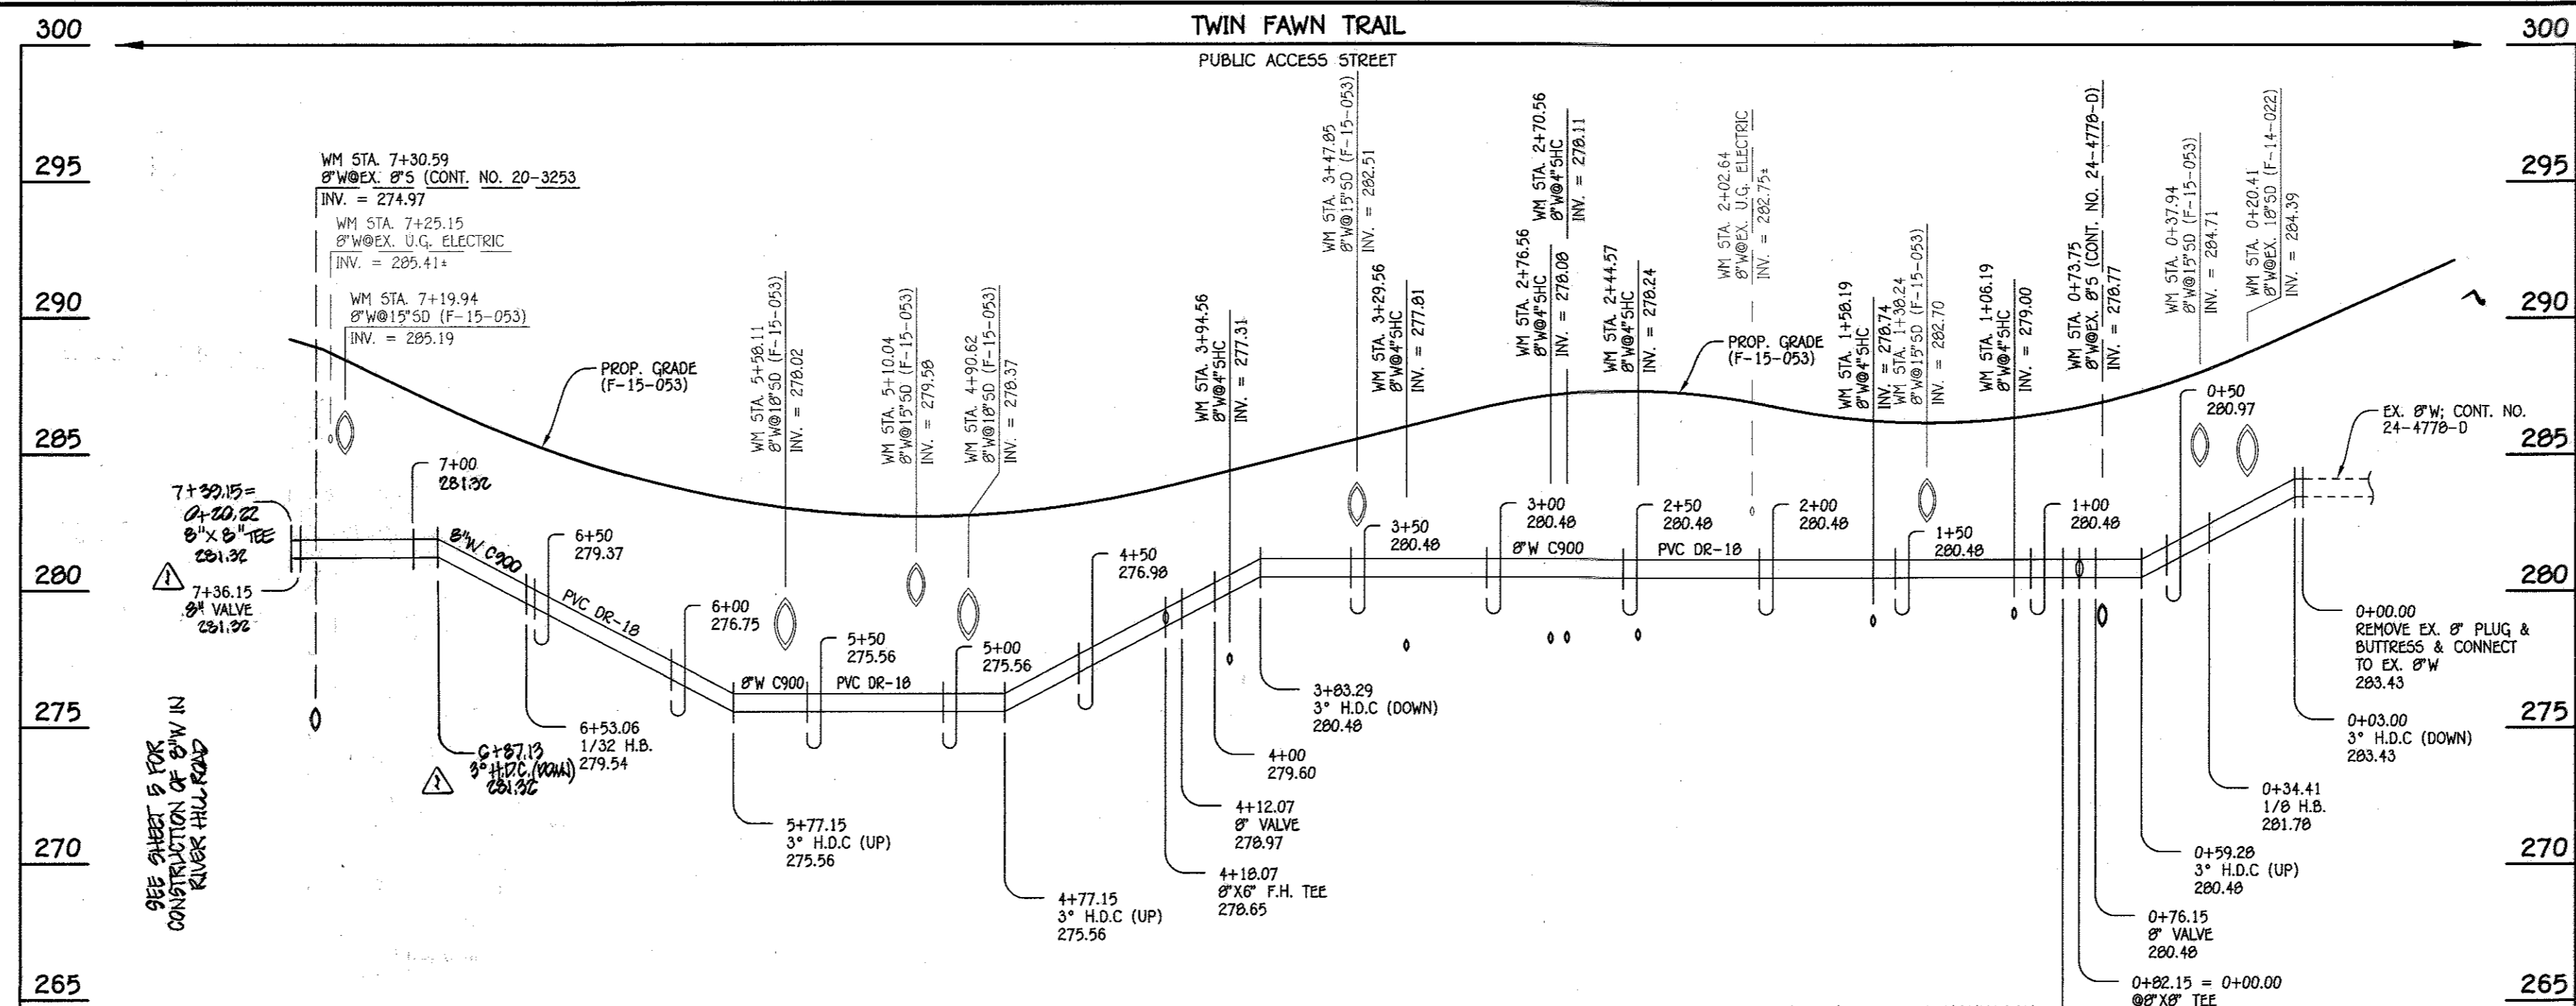 TWIN FAWN TRAIL
PUBLIC ACCESS STREET
300
295
290
285
280
275
270
265
300
295
290
285
280
275
270
265
WM STA. 7+30.59
8"W@EX. 8"S (CONT. NO. 20-3253
INV. = 274.97
WM STA. 7+25.15
8"W@EX. U.G. ELECTRIC
INV. = 285.41±
WM STA. 7+19.94
8"W@15"SD (F-15-053)
INV. = 285.19
PROP. GRADE
(F-15-053)
WM STA. 5+58.11
8"W@18"SD (F-15-053)
INV. = 278.02
WM STA. 5+10.04
8"W@15"SD (F-15-053)
INV. = 279.58
WM STA. 4+90.62
8"W@18"SD (F-15-053)
INV. = 278.37
WM STA. 3+94.56
8"W@4"SHC
INV. = 277.31
WM STA. 3+47.85
8"W@15"SD (F-15-053)
INV. = 282.51
WM STA. 3+29.56
8"W@4"SHC
INV. = 277.81
WM STA. 2+76.56
8"W@4"SHC
INV. = 278.08
WM STA. 2+70.56
8"W@4"SHC
INV. = 278.11
WM STA. 2+44.57
8"W@4"SHC
INV. = 278.24
WM STA. 2+02.64
8"W@EX. U.G. ELECTRIC
INV. = 282.75±
PROP. GRADE
(F-15-053)
WM STA. 1+58.19
8"W@4"SHC
INV. = 278.74
WM STA. 1+38.24
8"W@15"SD (F-15-053)
INV. = 282.70
WM STA. 1+06.19
8"W@4"SHC
INV. = 279.00
WM STA. 0+73.75
8"W@EX. 8"S (CONT. NO. 24-4778-D)
INV. = 278.77
WM STA. 0+37.94
8"W@15"SD (F-15-053)
INV. = 284.71
WM STA. 0+20.41
8"W@EX. 18"SD (F-14-022)
INV. = 284.39
7+39.15=
0+20.22
8"X 8" TEE
281.32
7+36.15
8" VALVE
281.32
1
7+00
281.32
8"W C900
PVC DR-18
6+50
279.37
6+00
276.75
6+53.06
1/32 H.B.
279.54
6+87.13
3° H.D.C. (DOWN)
281.32
1
SEE SHEET 5 FOR
CONSTRUCTION OF 8"W IN
RIVER HILL ROAD
8"W C900
PVC DR-18
5+50
275.56
5+00
275.56
5+77.15
3° H.D.C (UP)
275.56
4+77.15
3° H.D.C (UP)
275.56
4+50
276.98
4+18.07
8"X6" F.H. TEE
278.65
4+12.07
8" VALVE
278.97
4+00
279.60
3+83.29
3° H.D.C (DOWN)
280.48
3+50
280.48
3+00
280.48
8"W C900
PVC DR-18
2+50
280.48
2+00
280.48
1+50
280.48
1+00
280.48
0+50
280.97
EX. 8"W; CONT. NO.
24-4778-D
0+00.00
REMOVE EX. 8" PLUG &
BUTTRESS & CONNECT
TO EX. 8"W
283.43
0+03.00
3° H.D.C (DOWN)
283.43
0+34.41
1/8 H.B.
281.78
0+59.28
3° H.D.C (UP)
280.48
0+76.15
8" VALVE
280.48
0+82.15 = 0+00.00
@8"X8" TEE